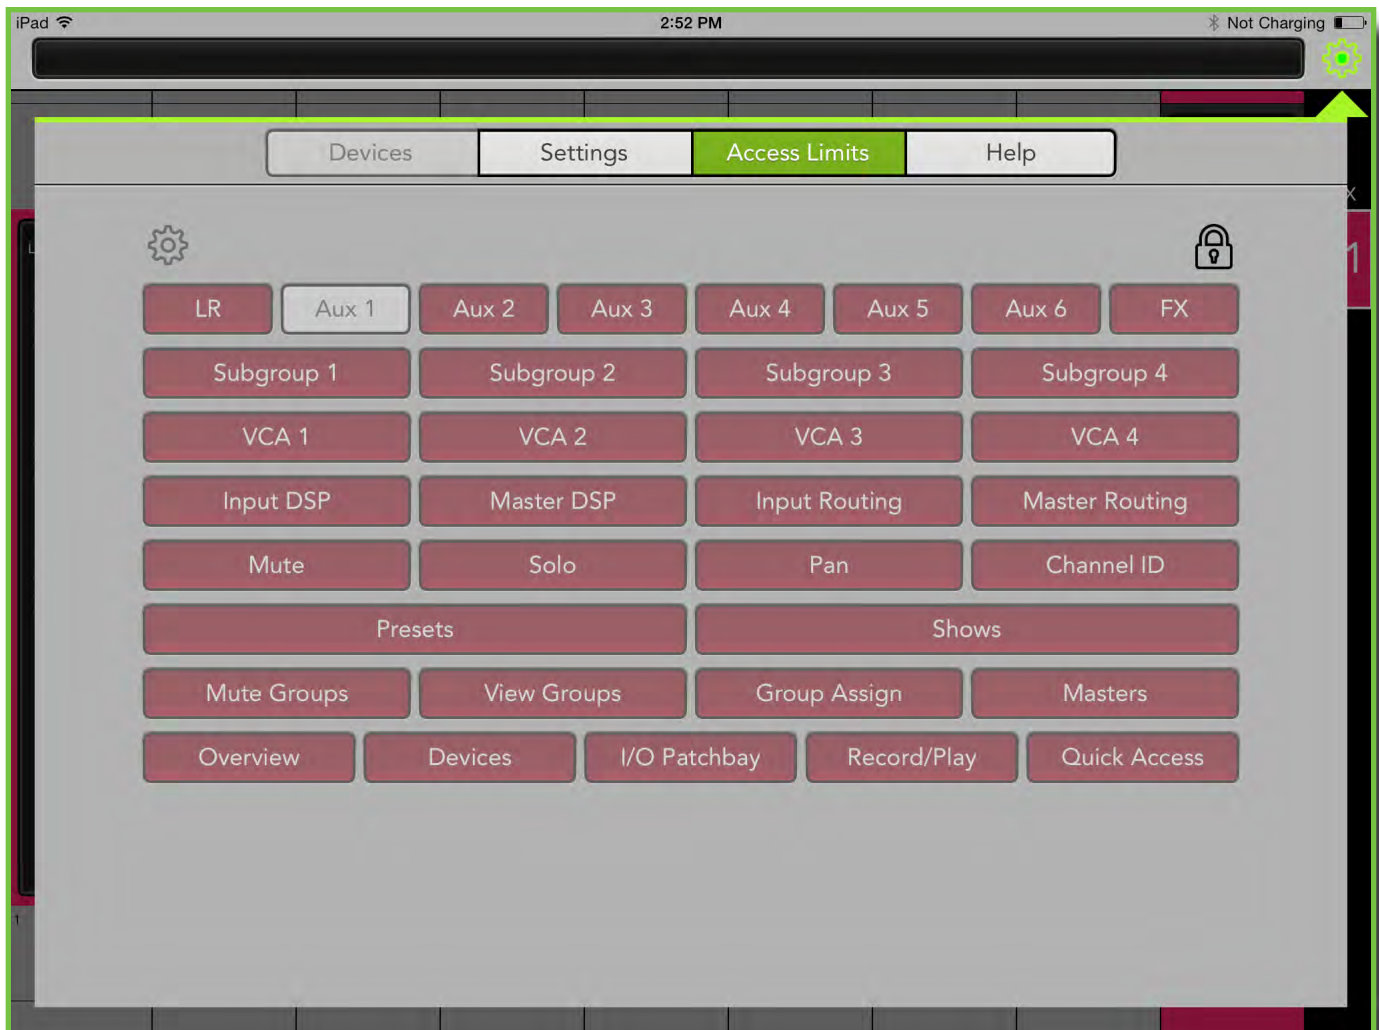 iPad 2:52 PM Not Charging
Devices Settings Access Limits Help
X
L
1
LR Aux 1 Aux 2 Aux 3 Aux 4 Aux 5 Aux 6 FX
Subgroup 1 Subgroup 2 Subgroup 3 Subgroup 4
VCA 1 VCA 2 VCA 3 VCA 4
Input DSP Master DSP Input Routing Master Routing
Mute Solo Pan Channel ID
Presets Shows
Mute Groups View Groups Group Assign Masters
Overview Devices I/O Patchbay Record/Play Quick Access
1